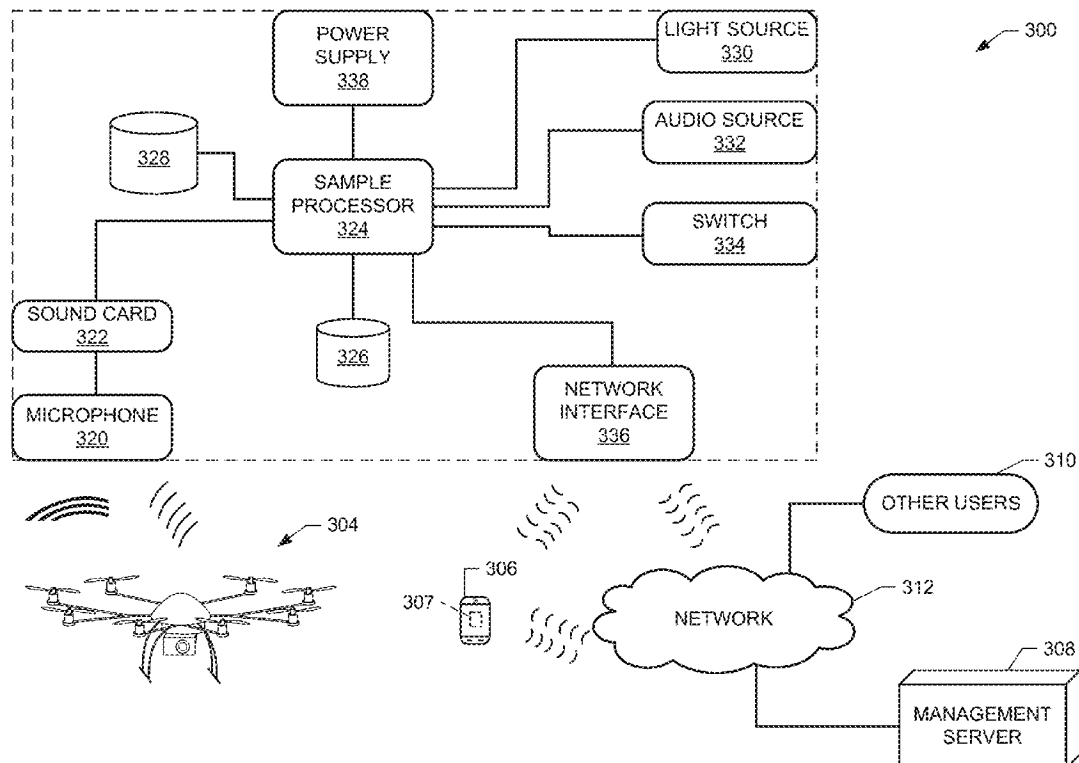 POWER
SUPPLY
338
LIGHT SOURCE
330
300
AUDIO SOURCE
332
328
SAMPLE
PROCESSOR
324
SWITCH
334
SOUND CARD
322
326
MICROPHONE
320
NETWORK
INTERFACE
336
310
OTHER USERS
304
306
307
312
NETWORK
308
MANAGEMENT
SERVER